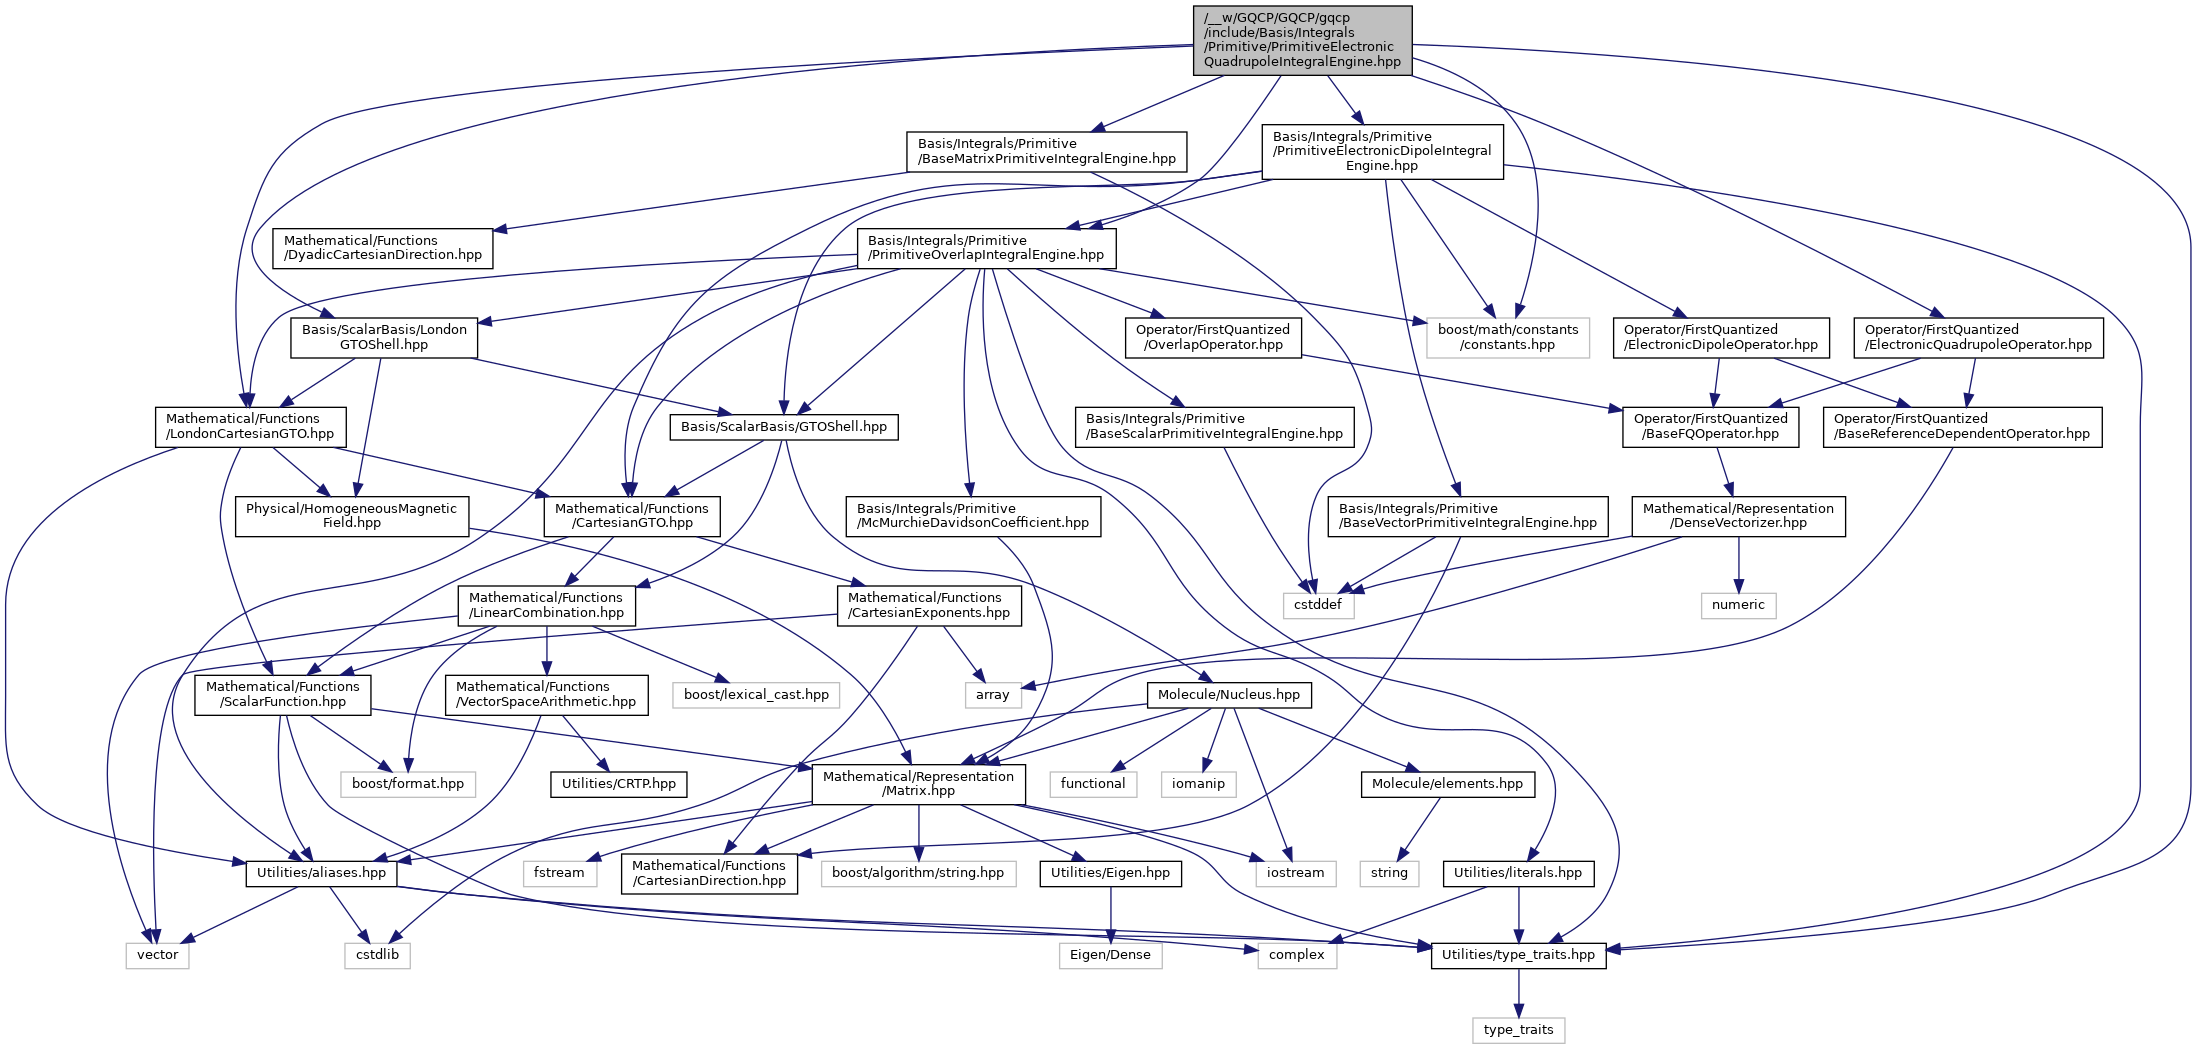 /__w/GQCP/GQCP/gqcp
/include/Basis/Integrals
/Primitive/PrimitiveElectronic
QuadrupoleIntegralEngine.hpp
Basis/Integrals/Primitive
/BaseMatrixPrimitiveIntegralEngine.hpp
Basis/Integrals/Primitive
/PrimitiveElectronicDipoleIntegral
Engine.hpp
Mathematical/Functions
/DyadicCartesianDirection.hpp
Basis/Integrals/Primitive
/PrimitiveOverlapIntegralEngine.hpp
Basis/ScalarBasis/London
GTOShell.hpp
Operator/FirstQuantized
/OverlapOperator.hpp
boost/math/constants
/constants.hpp
Operator/FirstQuantized
/ElectronicDipoleOperator.hpp
Operator/FirstQuantized
/ElectronicQuadrupoleOperator.hpp
Mathematical/Functions
/LondonCartesianGTO.hpp
Basis/ScalarBasis/GTOShell.hpp
Basis/Integrals/Primitive
/BaseScalarPrimitiveIntegralEngine.hpp
Operator/FirstQuantized
/BaseFQOperator.hpp
Operator/FirstQuantized
/BaseReferenceDependentOperator.hpp
Physical/HomogeneousMagnetic
Field.hpp
Mathematical/Functions
/CartesianGTO.hpp
Basis/Integrals/Primitive
/McMurchieDavidsonCoefficient.hpp
Basis/Integrals/Primitive
/BaseVectorPrimitiveIntegralEngine.hpp
Mathematical/Representation
/DenseVectorizer.hpp
Mathematical/Functions
/LinearCombination.hpp
Mathematical/Functions
/CartesianExponents.hpp
cstddef
numeric
Mathematical/Functions
/ScalarFunction.hpp
Mathematical/Functions
/VectorSpaceArithmetic.hpp
boost/lexical_cast.hpp
array
Molecule/Nucleus.hpp
boost/format.hpp
Utilities/CRTP.hpp
Mathematical/Representation
/Matrix.hpp
functional
iomanip
Molecule/elements.hpp
Utilities/aliases.hpp
fstream
Mathematical/Functions
/CartesianDirection.hpp
boost/algorithm/string.hpp
Utilities/Eigen.hpp
iostream
string
Utilities/literals.hpp
vector
cstdlib
Eigen/Dense
complex
Utilities/type_traits.hpp
type_traits